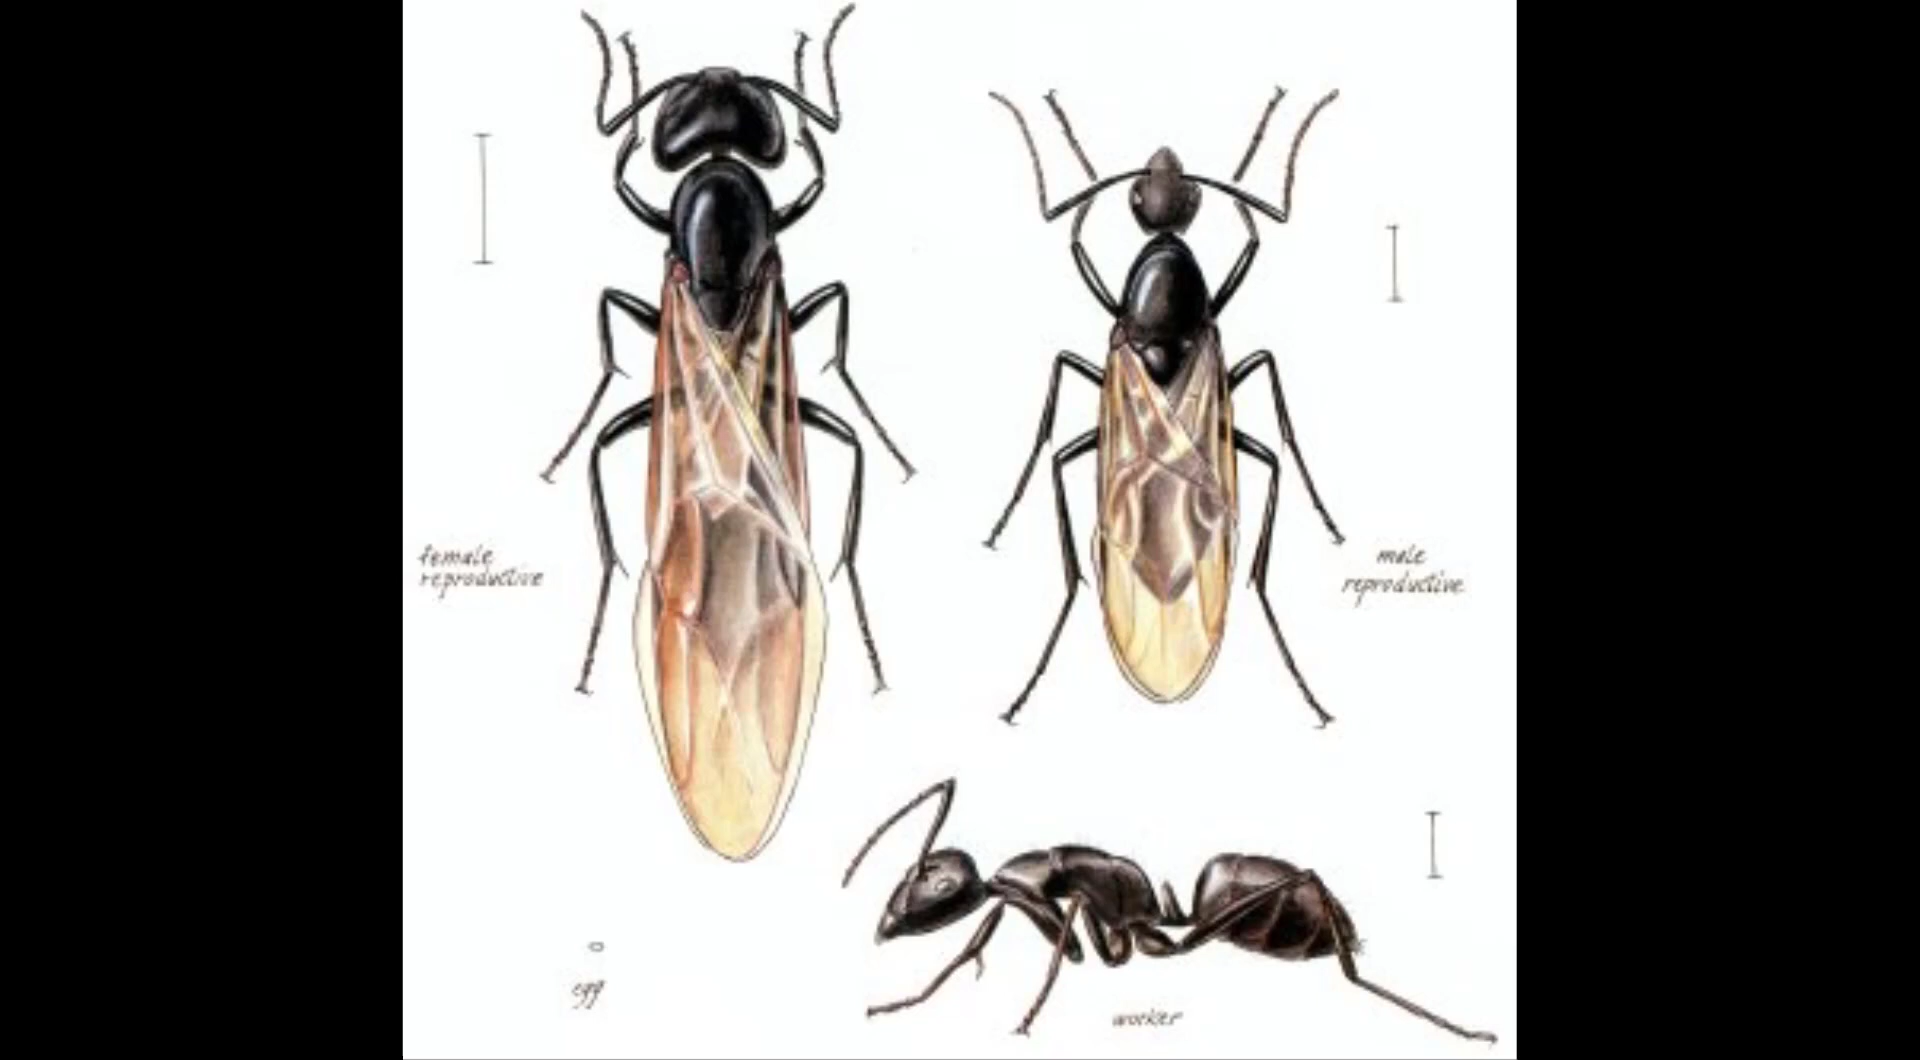 female
reproductive
male
reproductive
egg
worker